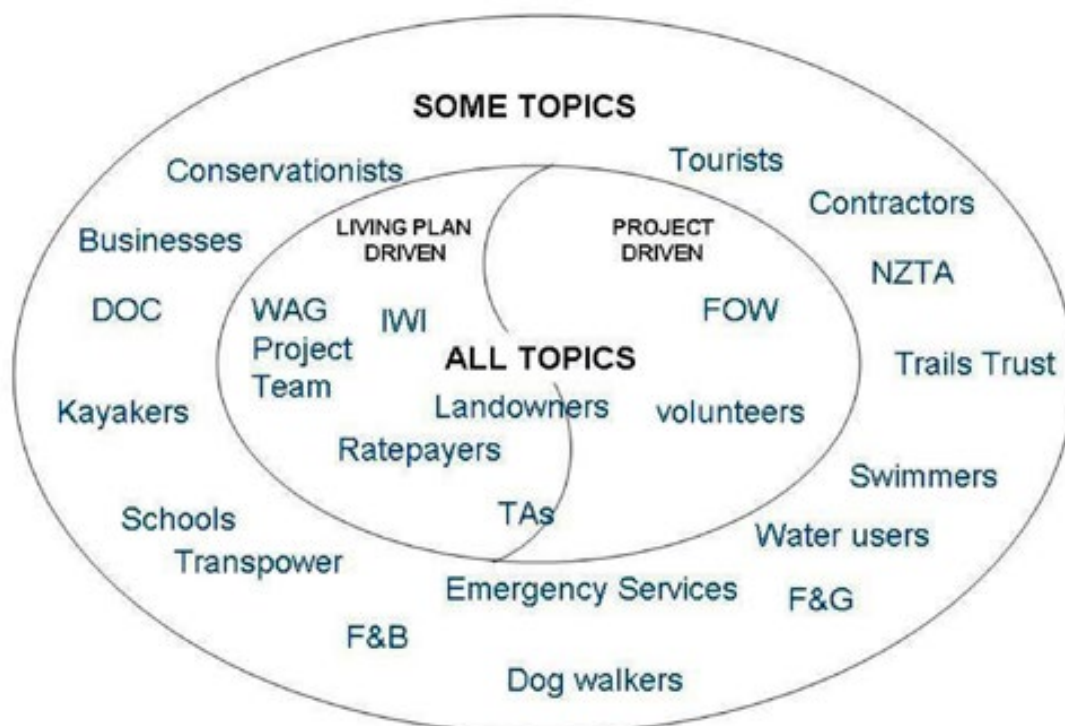 SOME TOPICS
Conservationists
Tourists
Contractors
Businesses
LIVING PLAN
DRIVEN
PROJECT
DRIVEN
NZTA
DOC
WAG
Project
Team
IWI
FOW
ALL TOPICS
Trails Trust
Kayakers
Landowners
volunteers
Ratepayers
Swimmers
Schools
TAs
Water users
Transpower
Emergency Services
F&G
F&B
Dog walkers